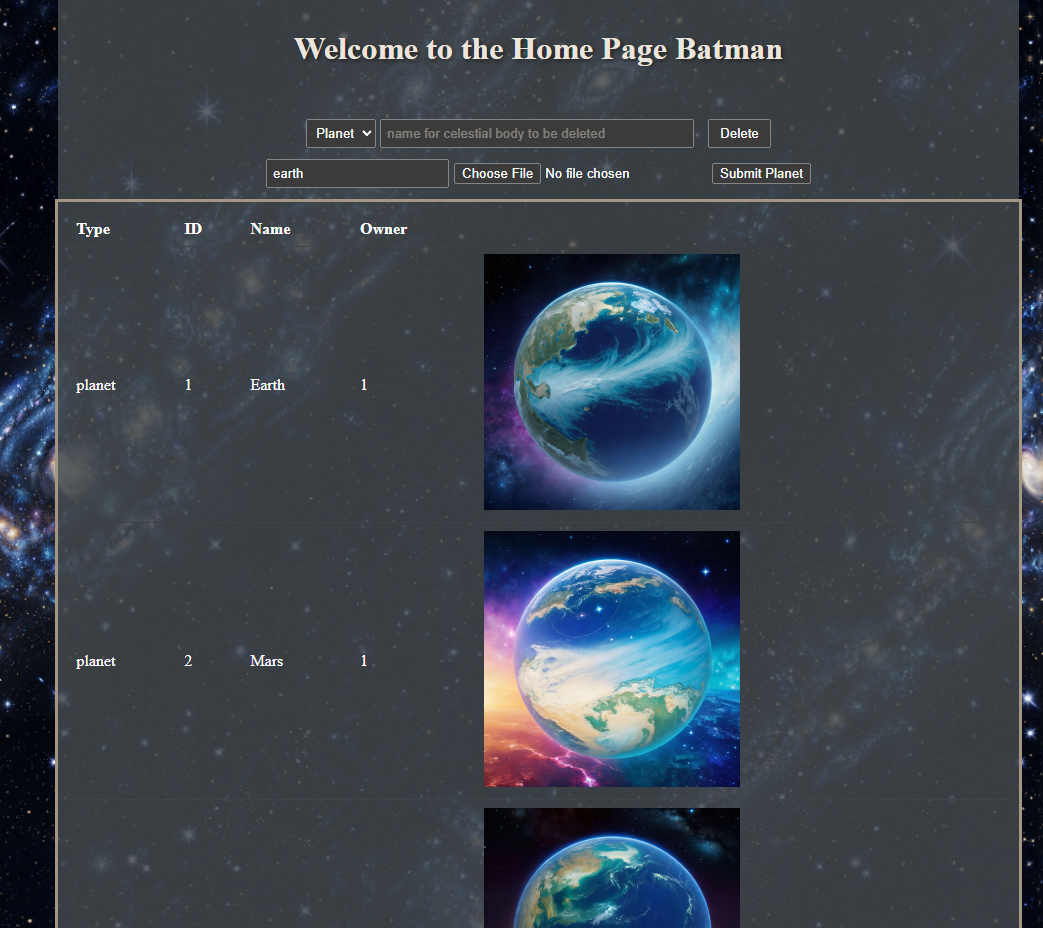 Welcome to the Home Page Batman
Planet name for celestial body to be deleted Delete
earth Choose File No file chosen Submit Planet
Type ID Name Owner
planet 1 Earth 1
planet 2 Mars 1